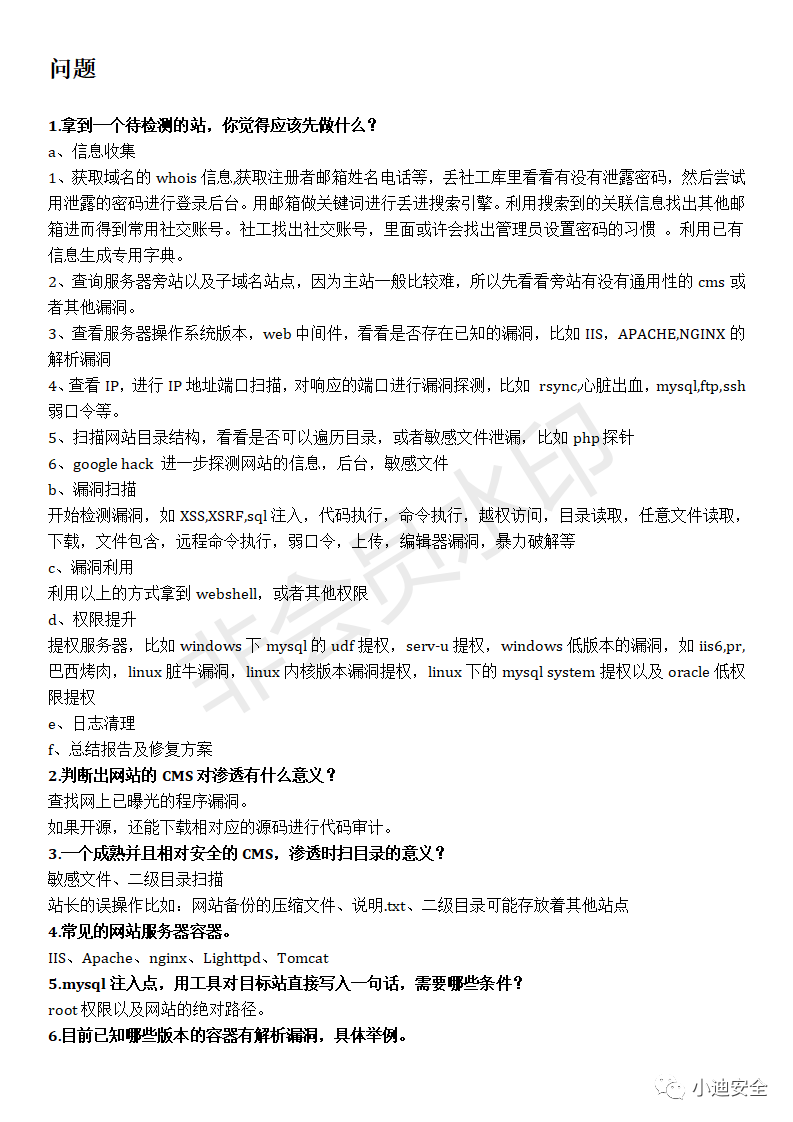 问题
1.拿到一个待检测的站，你觉得应该先做什么？
a、信息收集
1、获取域名的 whois 信息,获取注册者邮箱姓名电话等，丢社工库里看看有没有泄露密码，然后尝试
用泄露的密码进行登录后台。用邮箱做关键词进行丢进搜索引擎。利用搜索到的关联信息找出其他邮
箱进而得到常用社交账号。社工找出社交账号，里面或许会找出管理员设置密码的习惯 。利用已有
信息生成专用字典。
2、查询服务器旁站以及子域名站点，因为主站一般比较难，所以先看看旁站有没有通用性的 cms 或
者其他漏洞。
3、查看服务器操作系统版本，web 中间件，看看是否存在已知的漏洞，比如 IIS，APACHE,NGINX 的
解析漏洞
4、查看 IP，进行 IP 地址端口扫描，对响应的端口进行漏洞探测，比如 rsync,心脏出血，mysql,ftp,ssh
弱口令等。
5、扫描网站目录结构，看看是否可以遍历目录，或者敏感文件泄漏，比如 php 探针
6、google hack 进一步探测网站的信息，后台，敏感文件
b、漏洞扫描
开始检测漏洞，如 XSS,XSRF,sql 注入，代码执行，命令执行，越权访问，目录读取，任意文件读取，
下载，文件包含，远程命令执行，弱口令，上传，编辑器漏洞，暴力破解等
c、漏洞利用
利用以上的方式拿到 webshell，或者其他权限
d、权限提升
提权服务器，比如 windows 下 mysql 的 udf 提权，serv-u 提权，windows 低版本的漏洞，如 iis6,pr,
巴西烤肉，linux 脏牛漏洞，linux 内核版本漏洞提权，linux 下的 mysql system 提权以及 oracle 低权
限提权
e、日志清理
f、总结报告及修复方案
2.判断出网站的 CMS 对渗透有什么意义？
查找网上已曝光的程序漏洞。
如果开源，还能下载相对应的源码进行代码审计。
3.一个成熟并且相对安全的 CMS，渗透时扫目录的意义？
敏感文件、二级目录扫描
站长的误操作比如：网站备份的压缩文件、说明.txt、二级目录可能存放着其他站点
4.常见的网站服务器容器。
IIS、Apache、nginx、Lighttpd、Tomcat
5.mysql 注入点，用工具对目标站直接写入一句话，需要哪些条件？
root 权限以及网站的绝对路径。
6.目前已知哪些版本的容器有解析漏洞，具体举例。
非会员水印
小迪安全